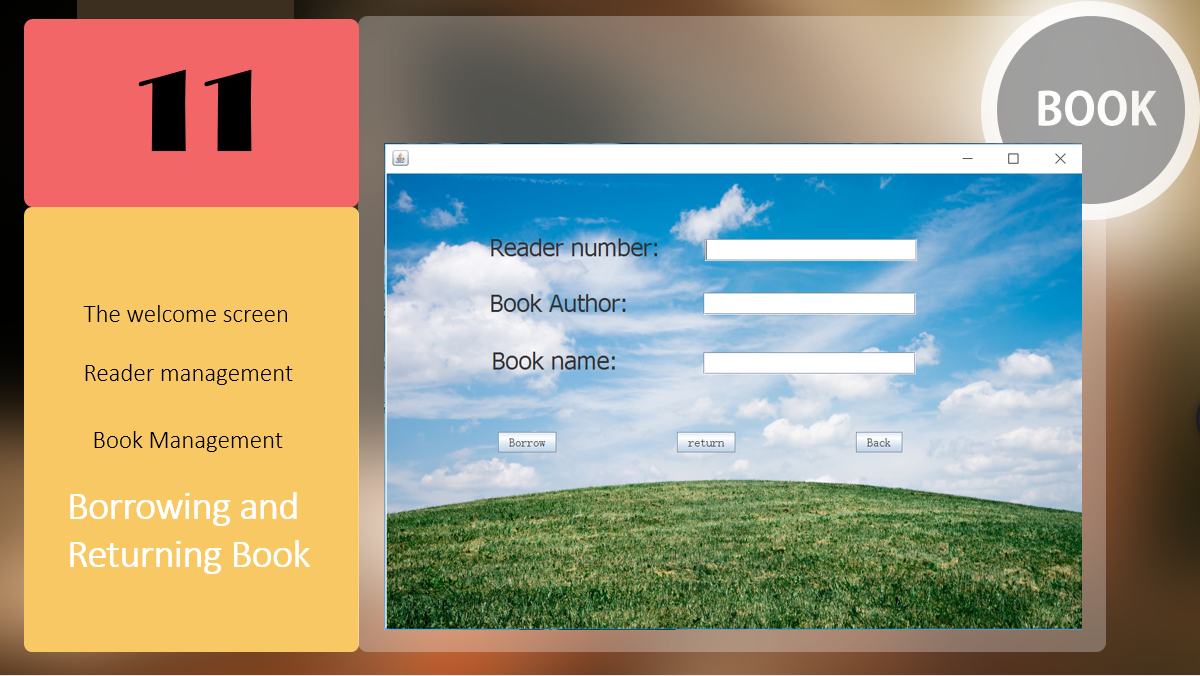 11
The welcome screen
Reader management
Book Management
Borrowing and
Returning Book
BOOK
Reader number:
Book Author:
Book name:
Borrow
return
Back